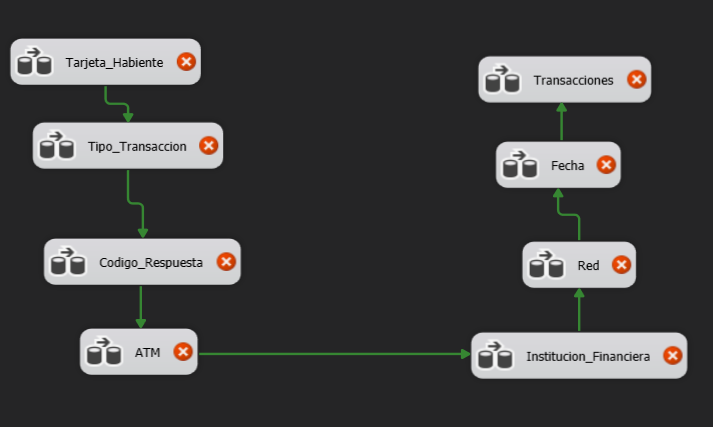 Tarjeta_Habiente
Tipo_Transaccion
Codigo_Respuesta
ATM
Institucion_Financiera
Red
Fecha
Transacciones